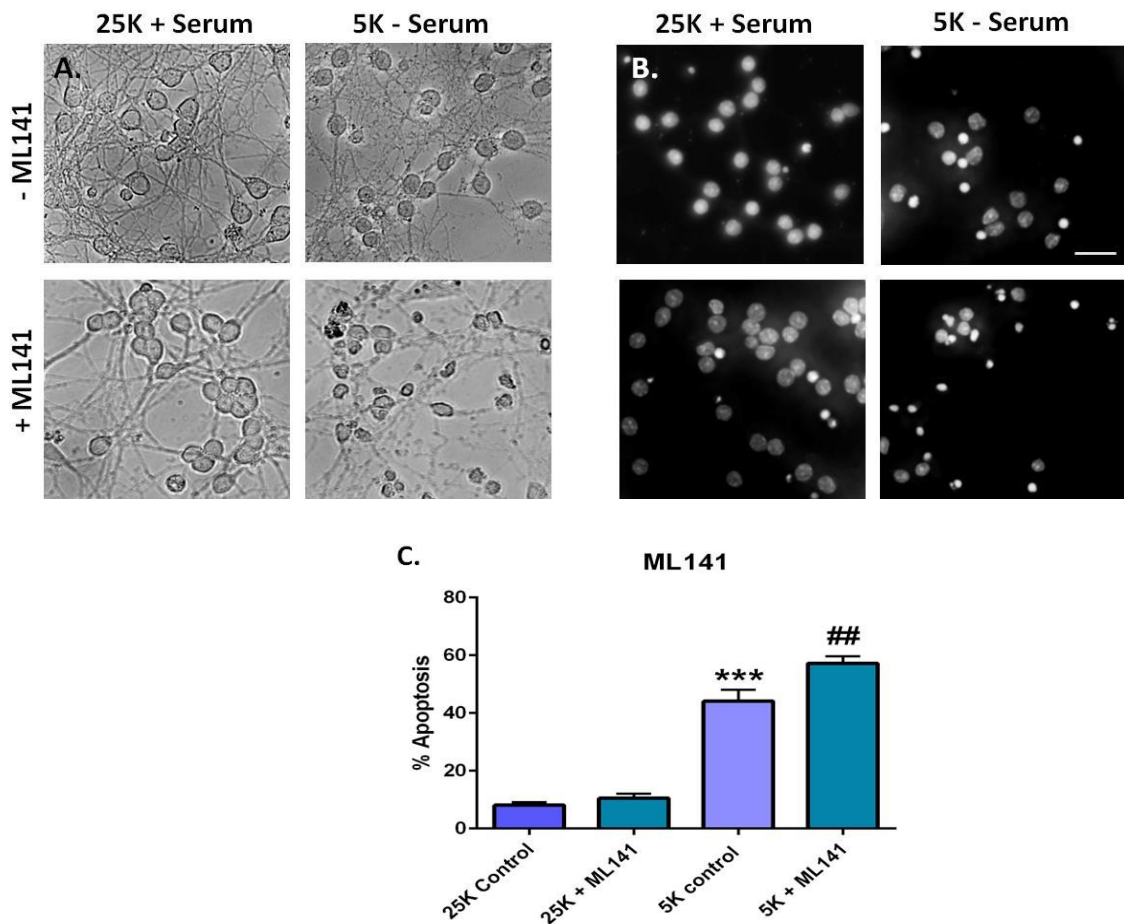 25K + Serum
5K - Serum
25K + Serum
5K - Serum
A.
B.
- ML141
+ ML141
C.
ML141
% Apoptosis
80
60
40
20
0
***
##
25K Control
25K + ML141
5K control
5K + ML141